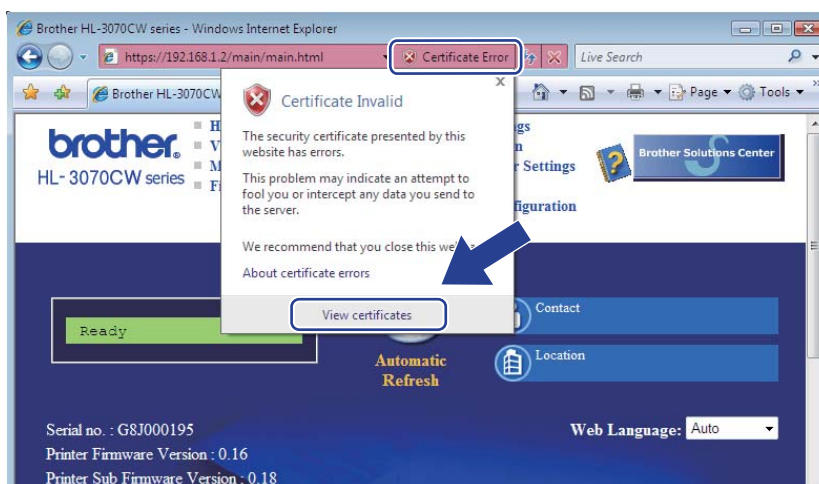 Brother HL-3070CW series - Windows Internet Explorer
https://192.168.1.2/main/main.html
Certificate Error
Live Search
Brother HL-3070CW
Page
Tools
brother.
HL- 3070CW series
H
V
M
Fi
gs
n
r Settings
figuration
Brother Solutions Center
Certificate Invalid
The security certificate presented by this
website has errors.
This problem may indicate an attempt to
fool you or intercept any data you send to
the server.
We recommend that you close this we
About certificate errors
View certificates
Ready
Automatic
Refresh
Contact
Location
Serial no. : G8J000195
Web Language: Auto
Printer Firmware Version : 0.16
Printer Sub Firmware Version : 0.18